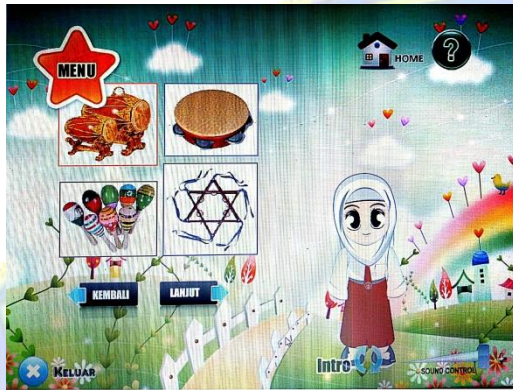 MENU
HOME
?
KEMBALI
LANJUT
Intro
SOUND CONTROL
KELUAR